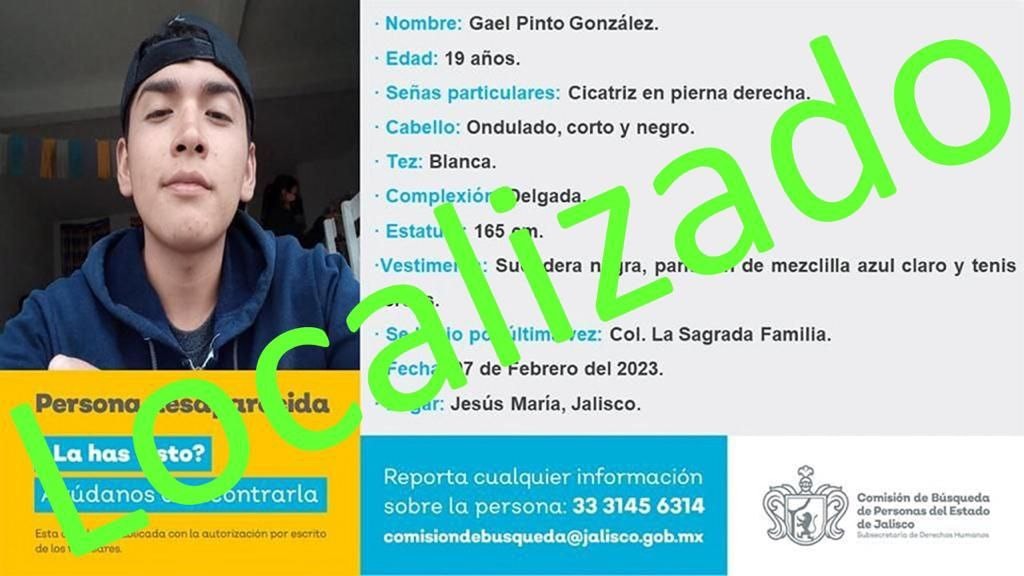 · Nombre: Gael Pinto González.
· Edad: 19 años.
· Señas particulares: Cicatriz en pierna derecha.
· Cabello: Ondulado, corto y negro.
· Tez: Blanca.
· Complexión: Delgada.
· Estatura: 165 cm.
·Vestimenta: Sudadera negra, pantalón de mezclilla azul claro y tenis
· Se le vio por última vez: Col. La Sagrada Familia.
· Fecha: 07 de Febrero del 2023.
· Lugar: Jesús María, Jalisco.
Localizado
Persona desaparecida
¿La has visto?
Ayúdanos a encontrarla
Esta publicada con la autorización por escrito
de los familiares.
Reporta cualquier información
sobre la persona: 33 3145 6314
comisiondebusqueda@jalisco.gob.mx
Comisión de Búsqueda
de Personas del Estado
de Jalisco
Subsecretaría de Derechos Humanos